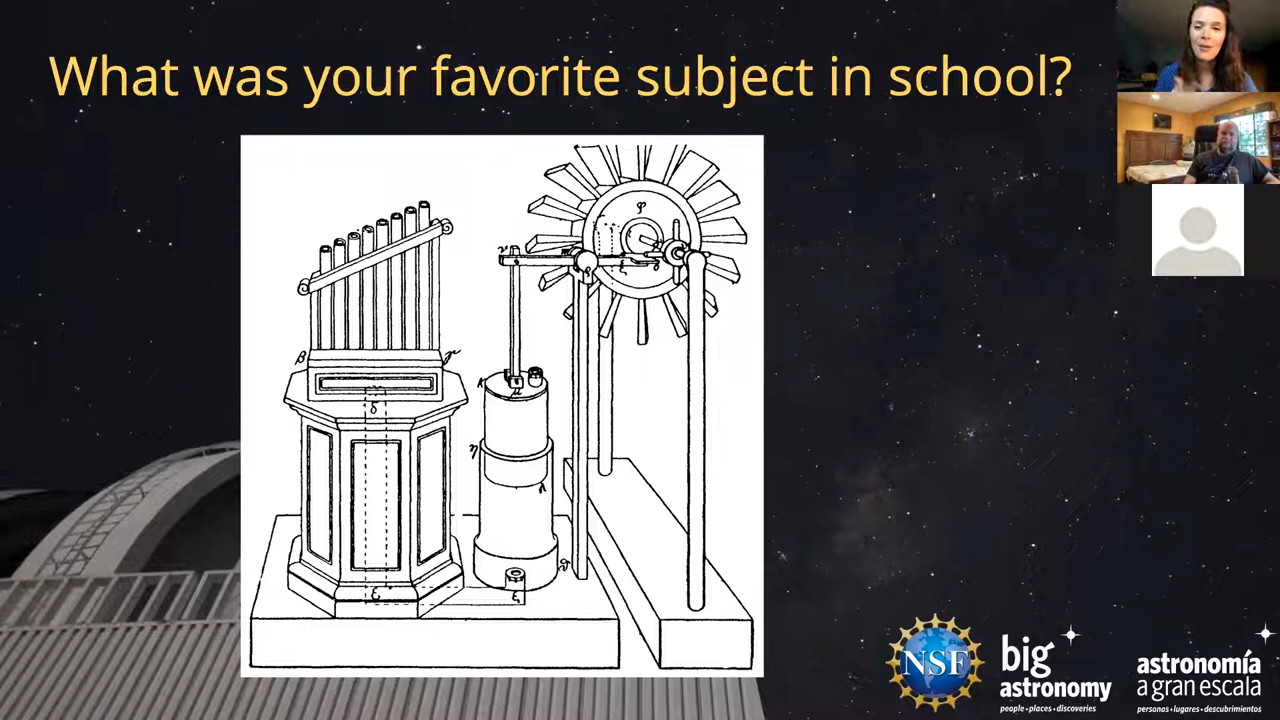 What was your favorite subject in school?
φ
B
δ
η
ξ
NSF
big
astronomy
people • places • discoveries
astronomía
a gran escala
personas • lugares • descubrimientos